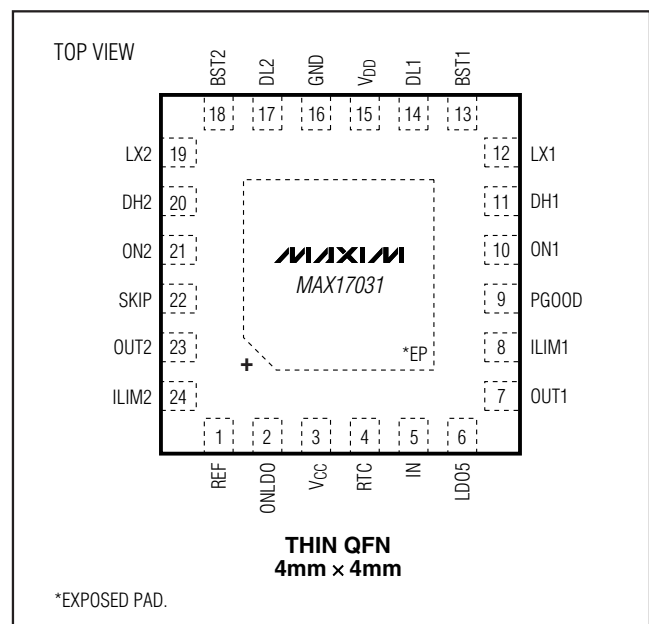 TOP VIEW
BST2
DL2
GND
VDD
DL1
BST1
18 17 16 15 14 13
LX2 19
12 LX1
DH2 20
11 DH1
ON2 21
10 ON1
MAXIM
MAX17031
SKIP 22
9 PGOOD
OUT2 23
8 ILIM1
*EP
+
ILIM2 24
7 OUT1
1 2 3 4 5 6
REF
ONLDO
VCC
RTC
IN
LDO5
THIN QFN
4mm × 4mm
*EXPOSED PAD.